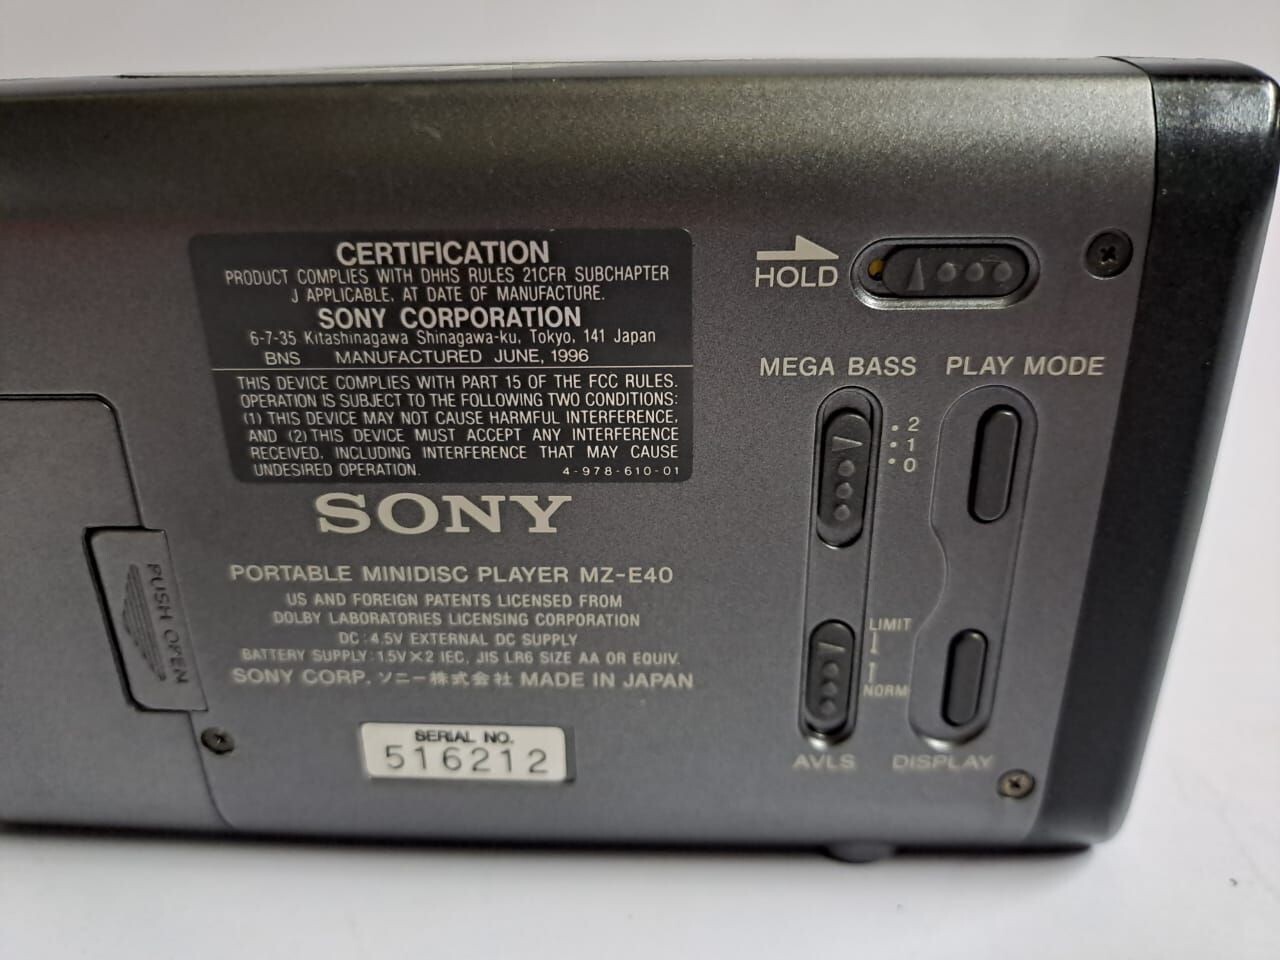 CERTIFICATION
PRODUCT COMPLIES WITH DHHS RULES 21CFR SUBCHAPTER
J APPLICABLE, AT DATE OF MANUFACTURE.
SONY CORPORATION
6-7-35 Kitashinagawa Shinagawa-ku, Tokyo, 141 Japan
BNS MANUFACTURED JUNE, 1996
THIS DEVICE COMPLIES WITH PART 15 OF THE FCC RULES.
OPERATION IS SUBJECT TO THE FOLLOWING TWO CONDITIONS:
(1) THIS DEVICE MAY NOT CAUSE HARMFUL INTERFERENCE,
AND (2) THIS DEVICE MUST ACCEPT ANY INTERFERENCE
RECEIVED, INCLUDING INTERFERENCE THAT MAY CAUSE
UNDESIRED OPERATION. 4-978-610-01
SONY
PORTABLE MINIDISC PLAYER MZ-E40
US AND FOREIGN PATENTS LICENSED FROM
DOLBY LABORATORIES LICENSING CORPORATION
DC : 4.5V EXTERNAL DC SUPPLY
BATTERY SUPPLY : 1.5V×2 IEC, JIS LR6 SIZE AA OR EQUIV.
SONY CORP. ソニー株式会社 MADE IN JAPAN
SERIAL NO.
516212
PUSH OPEN
HOLD
MEGA BASS PLAY MODE
2
1
0
LIMIT
NORM
AVLS DISPLAY